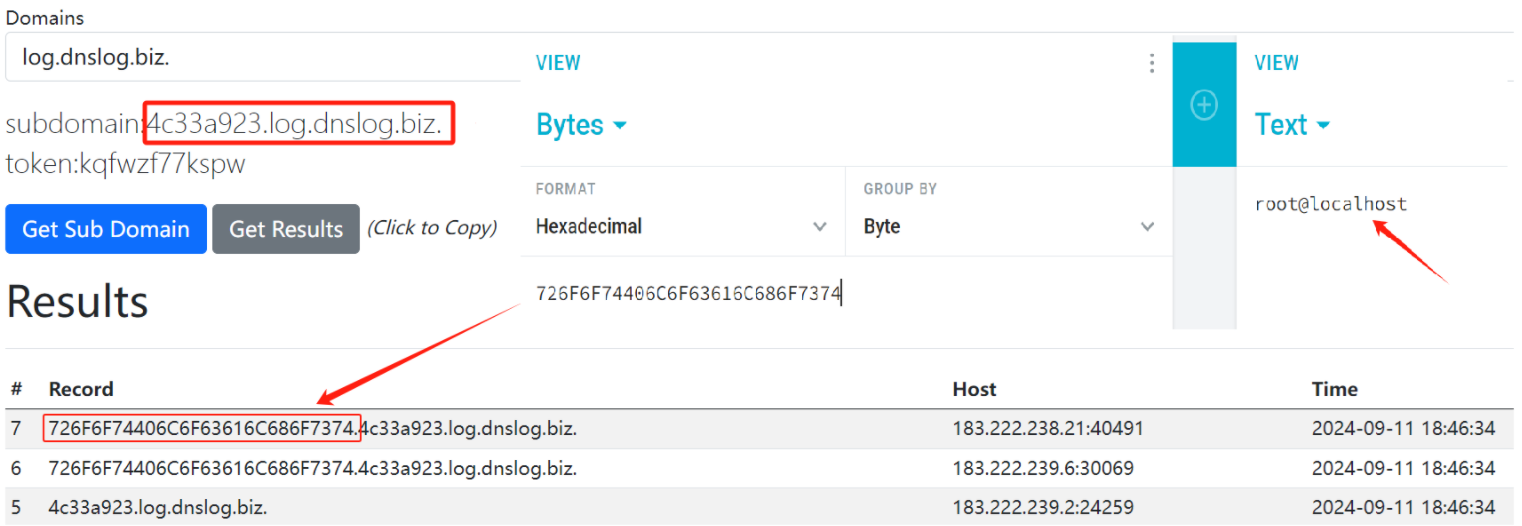 Domains
log.dnslog.biz.
subdomain:4c33a923.log.dnslog.biz.
token:kqfwzf77kspw
Get Sub Domain
Get Results
(Click to Copy)
VIEW
Bytes
FORMAT
Hexadecimal
GROUP BY
Byte
726F6F74406C6F63616C686F7374
VIEW
Text
root@localhost
Results
# Record Host Time
7 726F6F74406C6F63616C686F7374.4c33a923.log.dnslog.biz. 183.222.238.21:40491 2024-09-11 18:46:34
6 726F6F74406C6F63616C686F7374.4c33a923.log.dnslog.biz. 183.222.239.6:30069 2024-09-11 18:46:34
5 4c33a923.log.dnslog.biz. 183.222.239.2:24259 2024-09-11 18:46:34